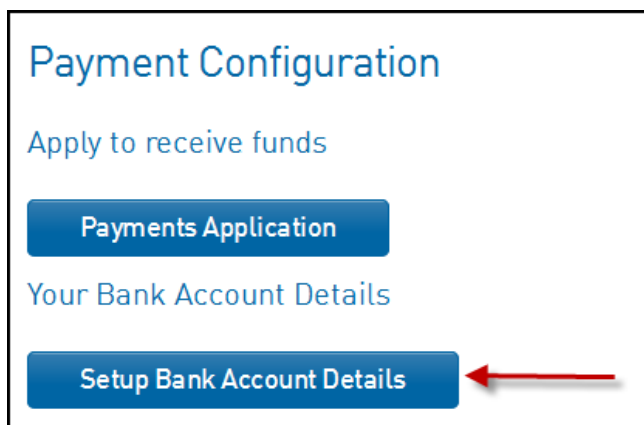 Payment Configuration
Apply to receive funds
Payments Application
Your Bank Account Details
Setup Bank Account Details